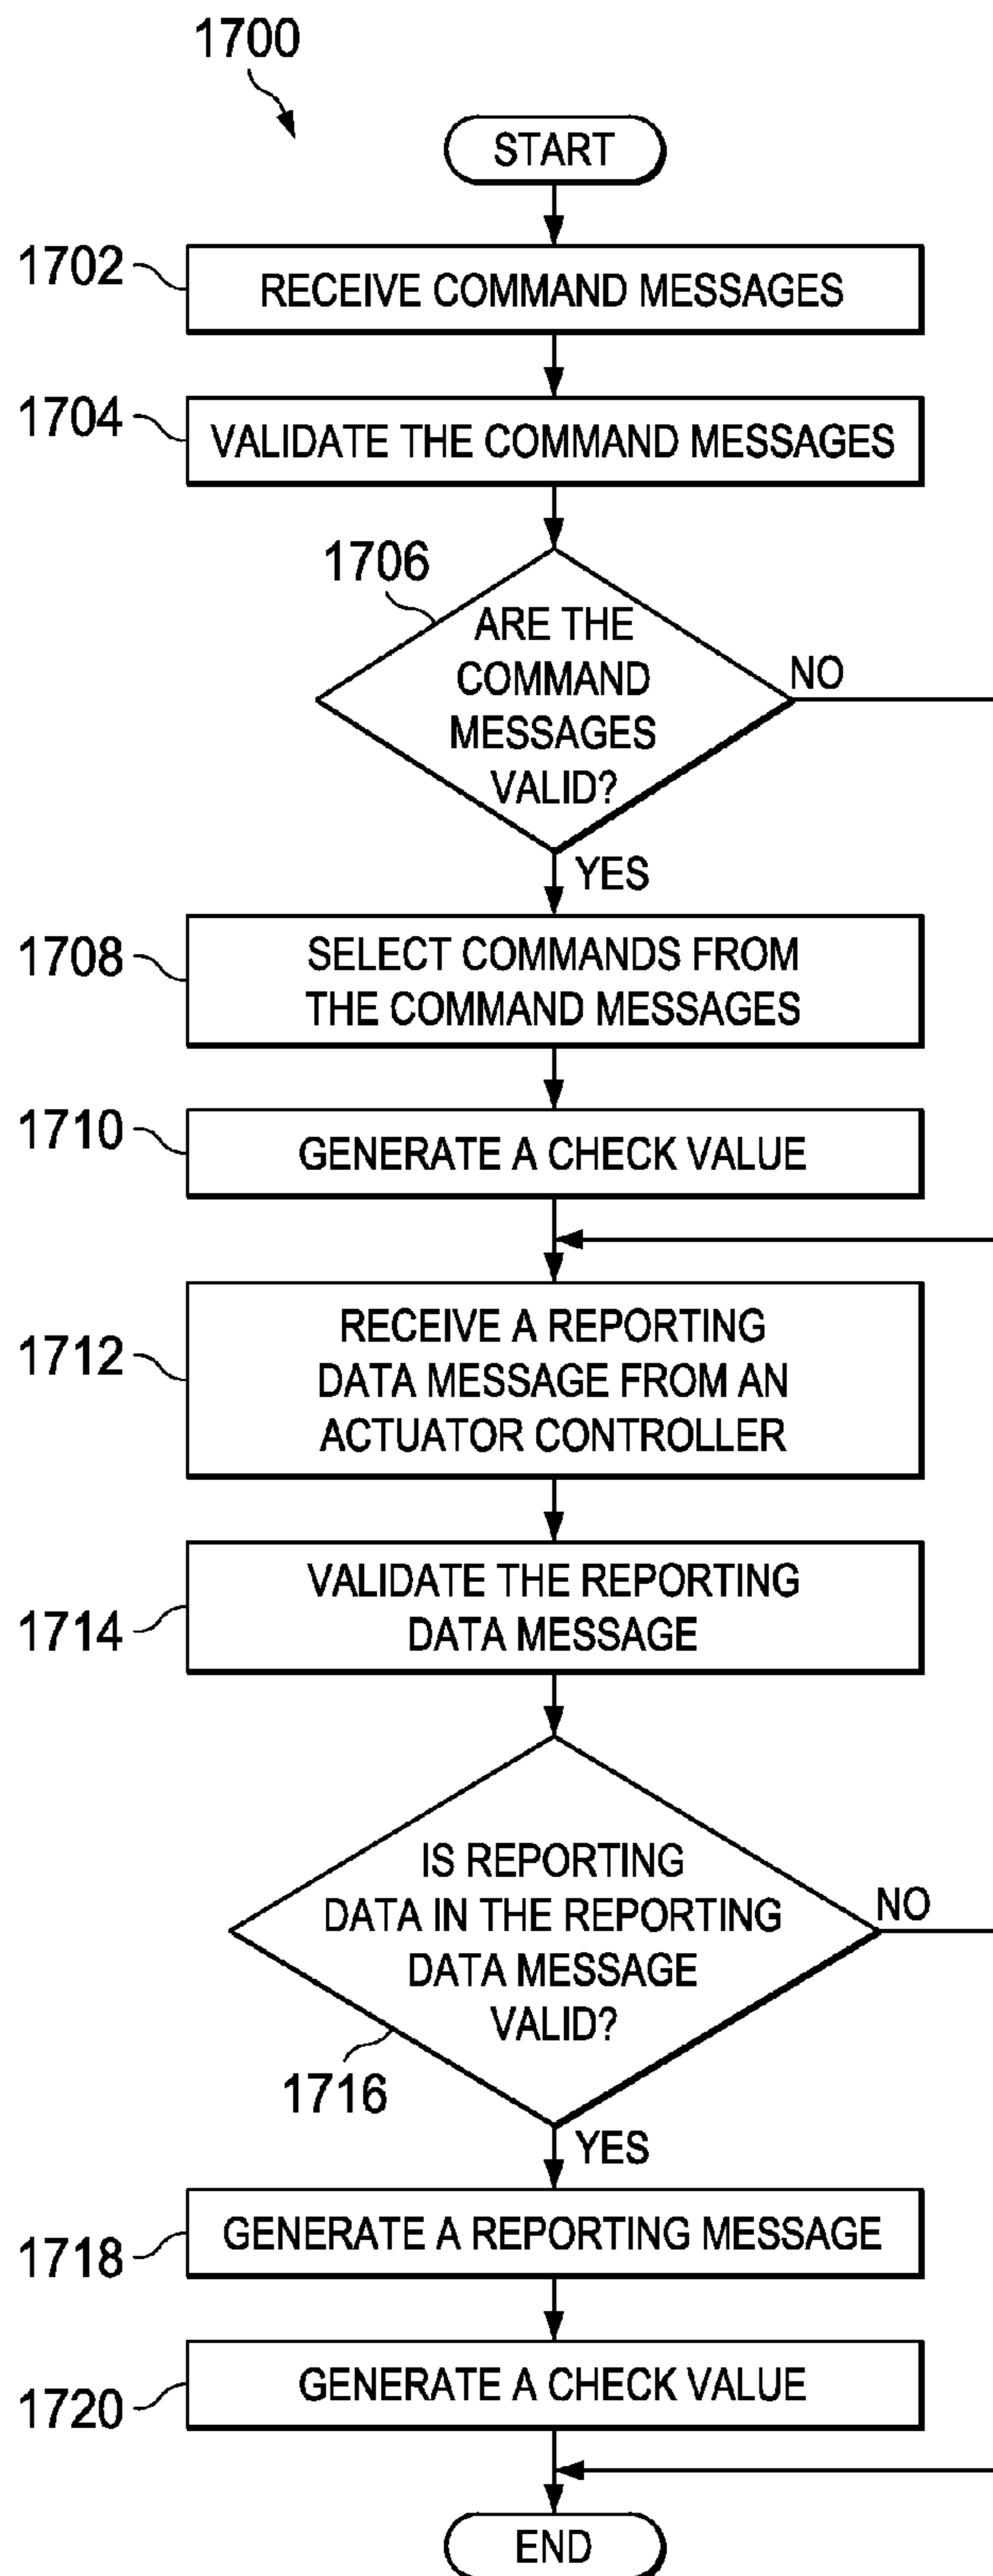 1700
START
1702
RECEIVE COMMAND MESSAGES
1704
VALIDATE THE COMMAND MESSAGES
1706
ARE THE
COMMAND
MESSAGES
VALID?
NO
YES
1708
SELECT COMMANDS FROM
THE COMMAND MESSAGES
1710
GENERATE A CHECK VALUE
1712
RECEIVE A REPORTING
DATA MESSAGE FROM AN
ACTUATOR CONTROLLER
1714
VALIDATE THE REPORTING
DATA MESSAGE
IS REPORTING
DATA IN THE REPORTING
DATA MESSAGE
VALID?
NO
1716
YES
1718
GENERATE A REPORTING MESSAGE
1720
GENERATE A CHECK VALUE
END